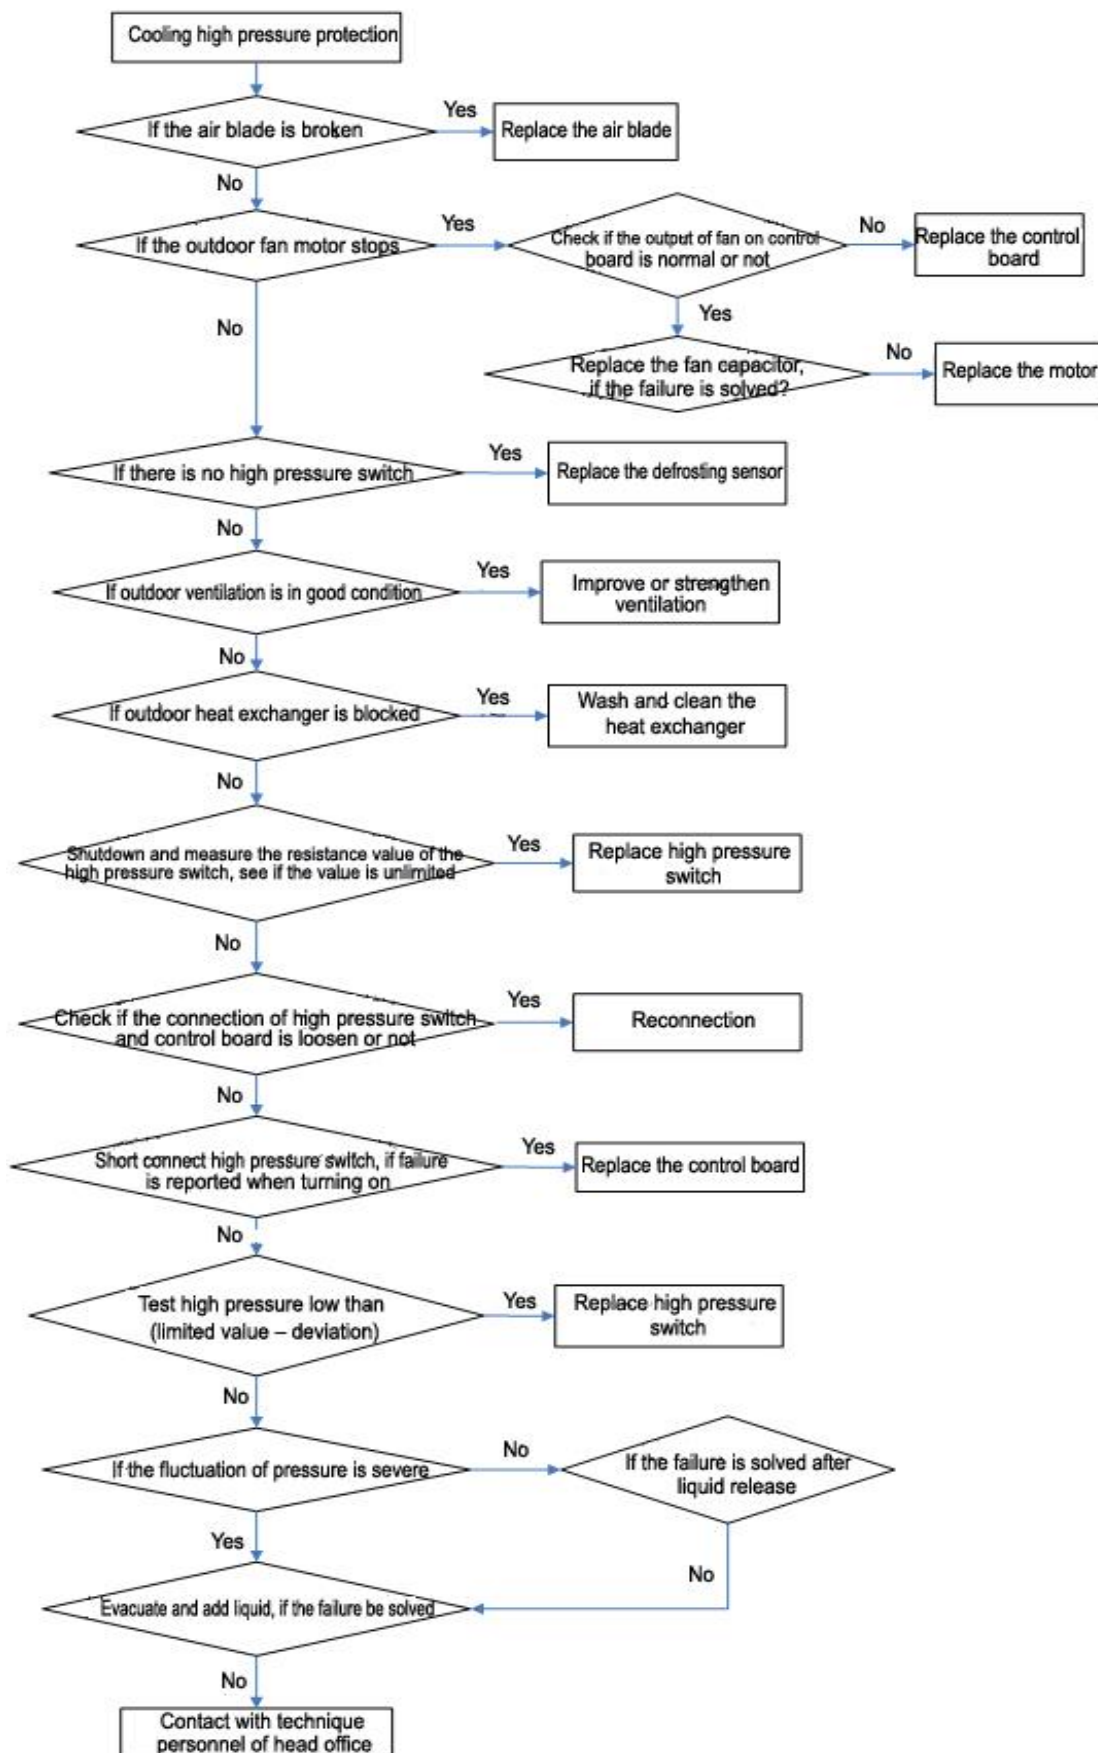 Cooling high pressure protection
If the air blade is broken
Yes
Replace the air blade
No
If the outdoor fan motor stops
Yes
Check if the output of fan on control
board is normal or not
No
Replace the control
board
No
Yes
Replace the fan capacitor,
if the failure is solved?
No
Replace the motor
If there is no high pressure switch
Yes
Replace the defrosting sensor
No
If outdoor ventilation is in good condition
Yes
Improve or strengthen
ventilation
No
If outdoor heat exchanger is blocked
Yes
Wash and clean the
heat exchanger
No
Shutdown and measure the resistance value of the
high pressure switch, see if the value is unlimited
Yes
Replace high pressure
switch
No
Check if the connection of high pressure switch
and control board is loosen or not
Yes
Reconnection
No
Short connect high pressure switch, if failure
is reported when turning on
Yes
Replace the control board
No
Test high pressure low than
(limited value – deviation)
Yes
Replace high pressure
switch
No
If the fluctuation of pressure is severe
No
If the failure is solved after
liquid release
Yes
No
Evacuate and add liquid, if the failure be solved
No
Contact with technique
personnel of head office